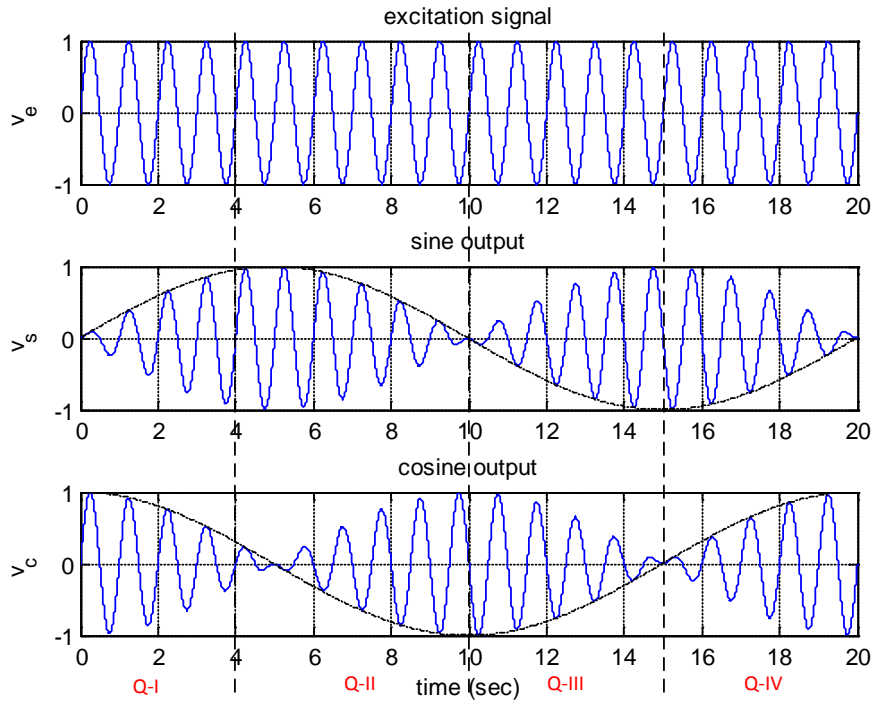 excitation signal
1
0
-1
v_e
0 2 4 6 8 10 12 14 16 18 20
sine output
1
0
-1
v_s
0 2 4 6 8 10 12 14 16 18 20
cosine output
1
0
-1
v_c
0 2 4 6 8 10 12 14 16 18 20
Q-I Q-II time (sec) Q-III Q-IV